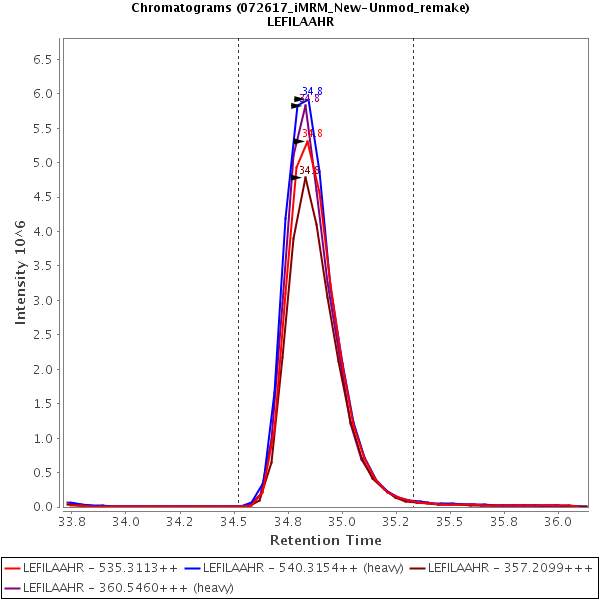 Chromatograms (072617_iMRM_New-Unmod_remake)
LEFILAAHR
6.5
6.0
5.5
5.0
4.5
4.0
3.5
3.0
2.5
2.0
1.5
1.0
0.5
0.0
Intensity 10^6
34.8
34.8
34.8
34.8
33.8 34.0 34.2 34.5 34.8 35.0 35.2 35.5 35.8 36.0
Retention Time
LEFILAAHR - 535.3113++ LEFILAAHR - 540.3154++ (heavy) LEFILAAHR - 357.2099+++
LEFILAAHR - 360.5460+++ (heavy)